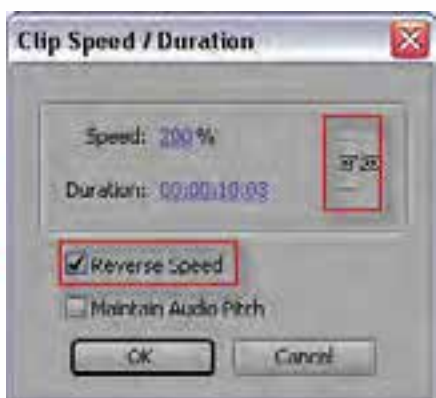 Clip Speed / Duration
Speed: 200 %
Duration: 00:00:10:03
Reverse Speed
Maintain Audio Pitch
OK
Cancel